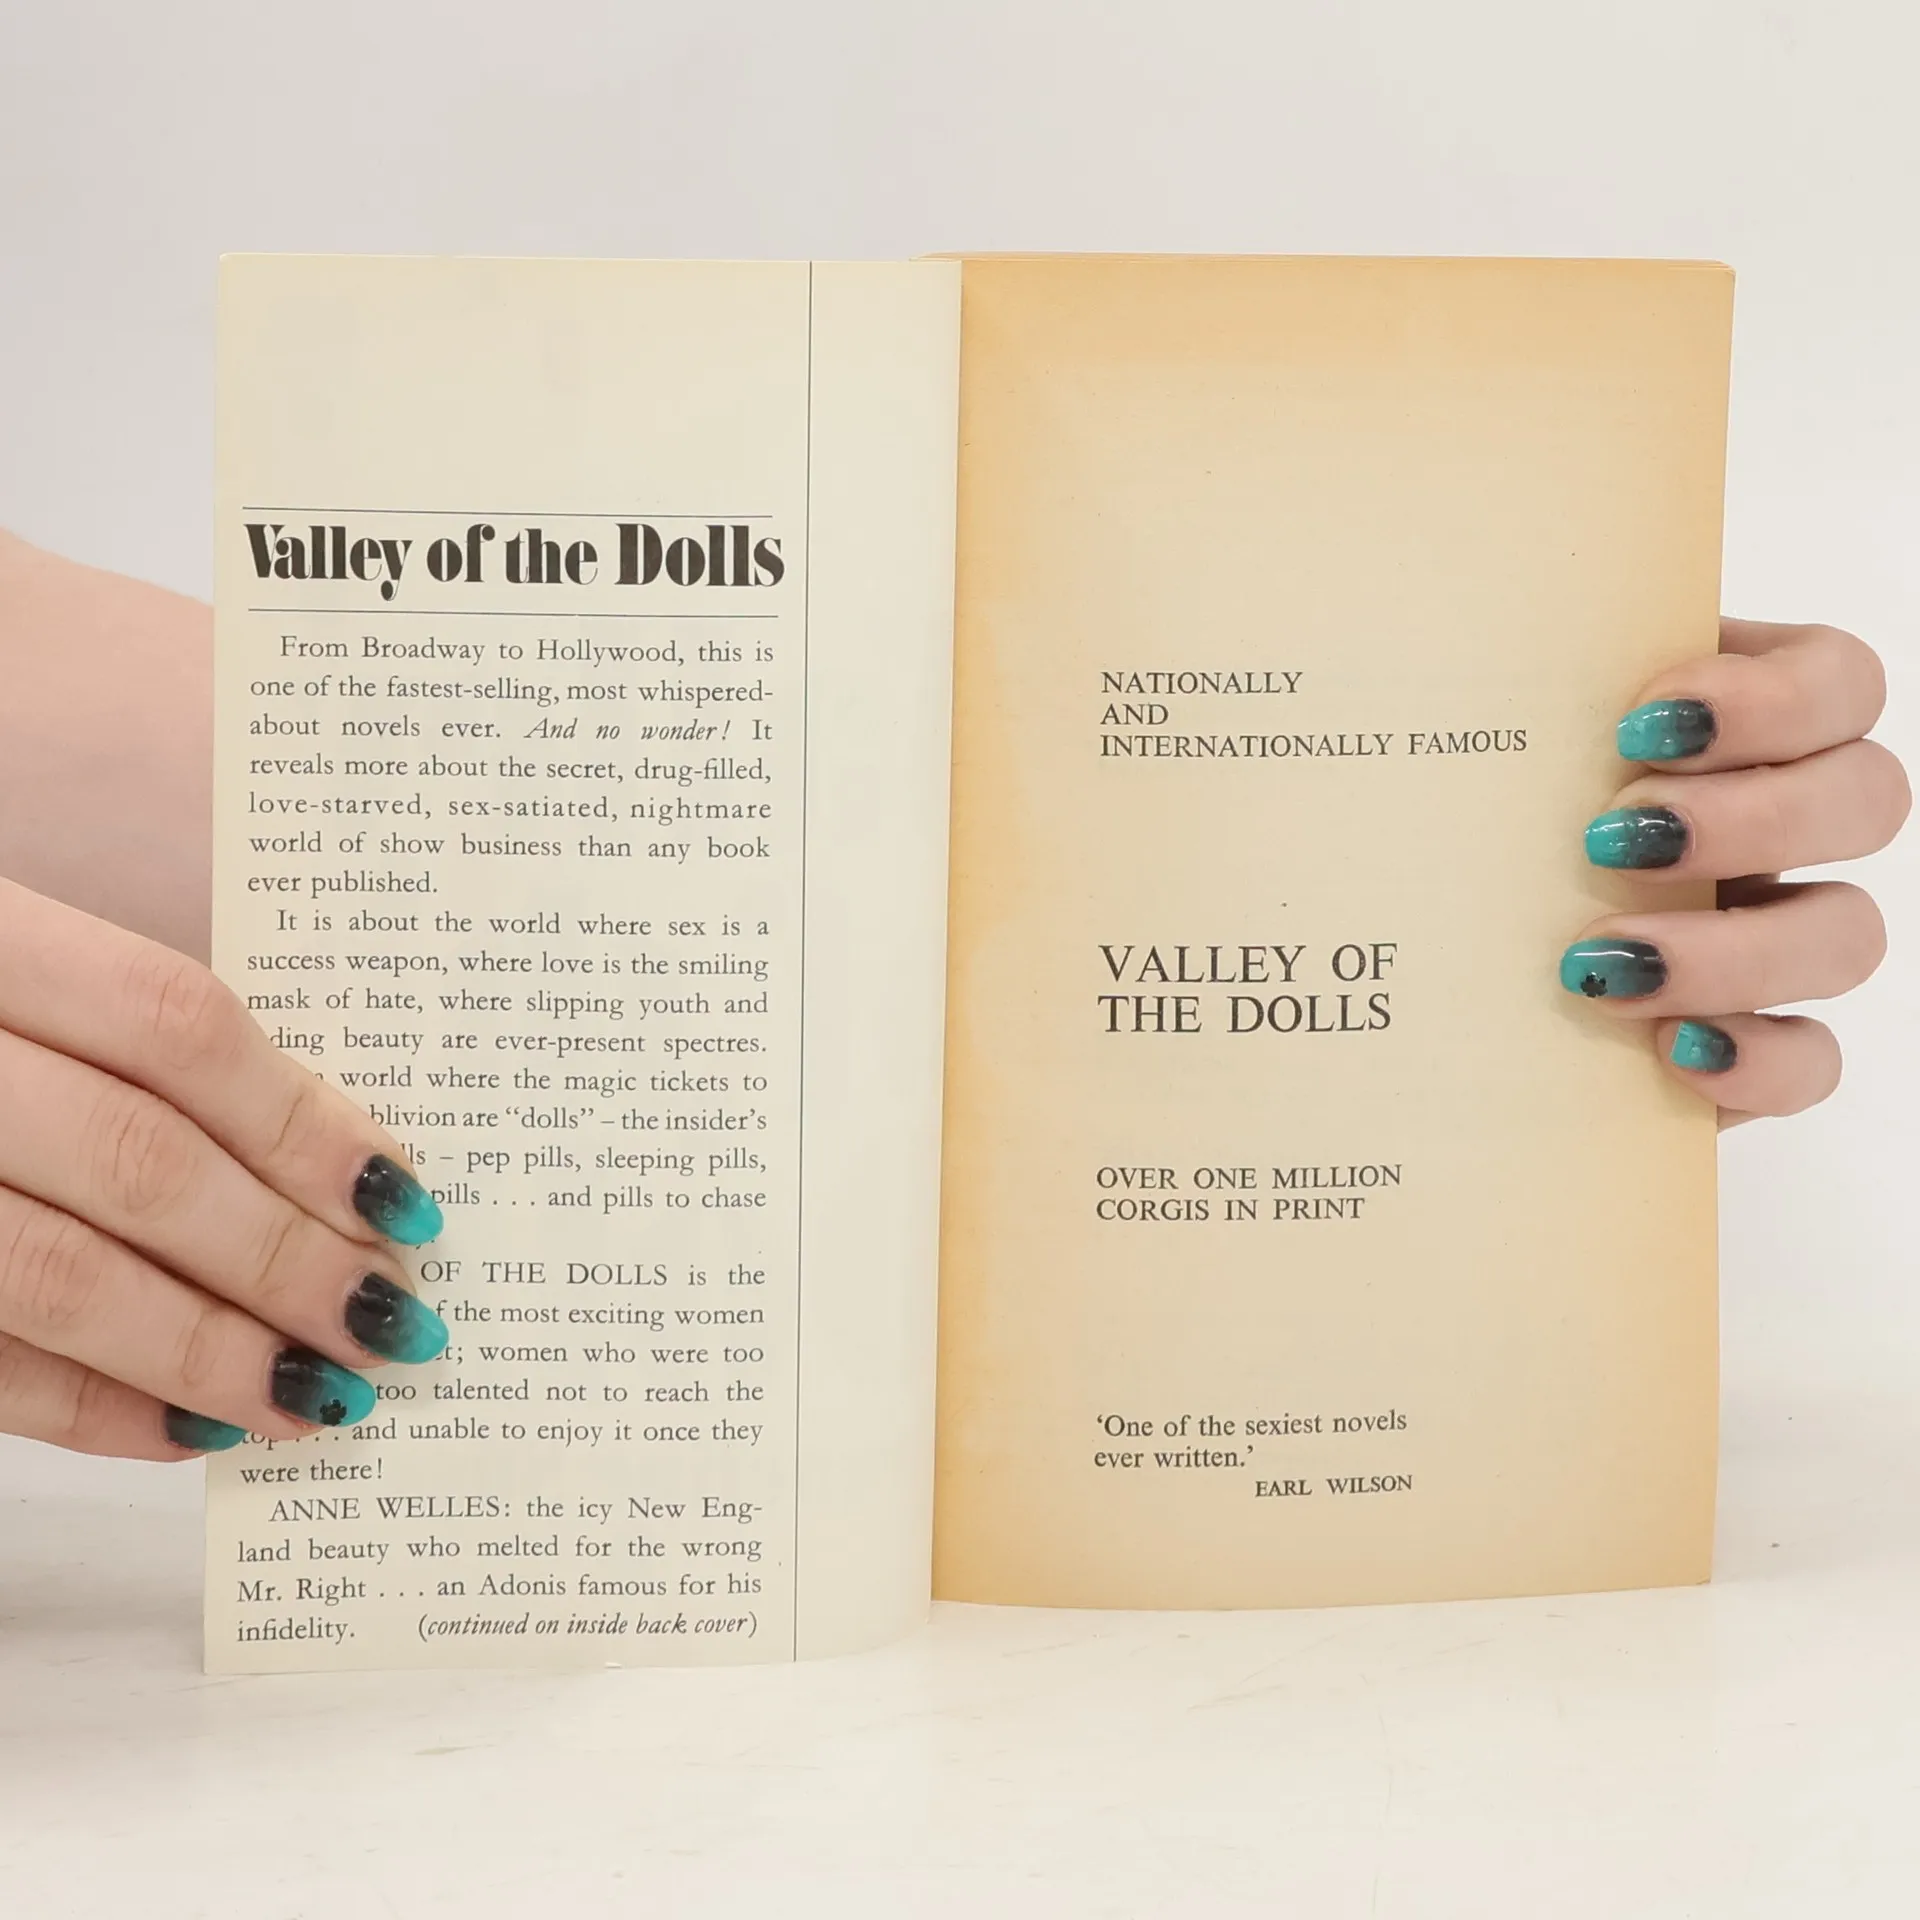 Valley of the Dolls
From Broadway to Hollywood, this is
one of the fastest-selling, most whispered-
about novels ever. And no wonder! It
reveals more about the secret, drug-filled,
love-starved, sex-satiated, nightmare
world of show business than any book
ever published.
It is about the world where sex is a
success weapon, where love is the smiling
mask of hate, where slipping youth and
beauty are ever-present spectres.
world where the magic tickets to
are “dolls” – the insider’s
– pep pills, sleeping pills,
pills . . . and pills to chase
OF THE DOLLS is the
the most exciting women
women who were too
too talented not to reach the
top . . . and unable to enjoy it once they
were there!
ANNE WELLES: the icy New Eng-
land beauty who melted for the wrong
Mr. Right . . . an Adonis famous for his
infidelity. (continued on inside back cover)
NATIONALLY
AND
INTERNATIONALLY FAMOUS
VALLEY OF
THE DOLLS
OVER ONE MILLION
CORGIS IN PRINT
‘One of the sexiest novels
ever written.’
EARL WILSON